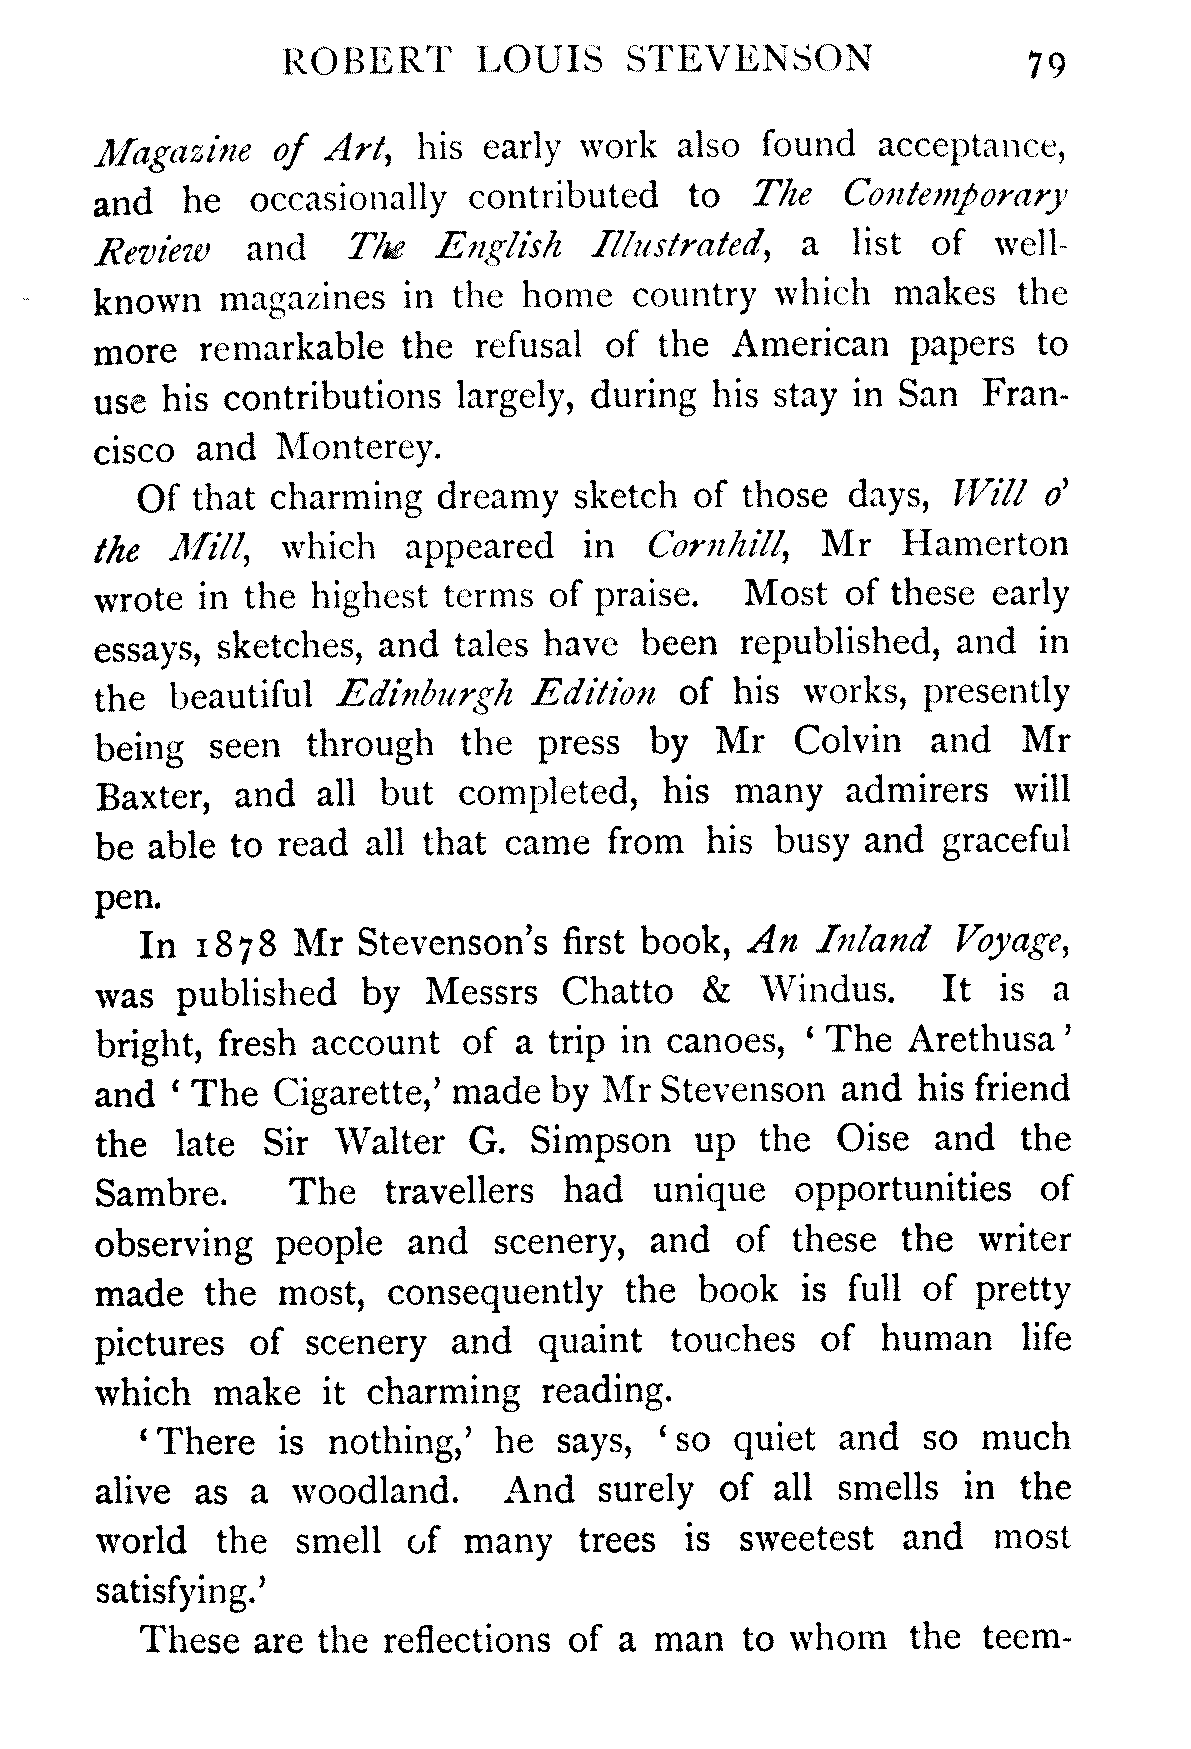 ROBERT LOUIS STEVENSON 79
Magazine of Art, his early work also found acceptance,
and he occasionally contributed to The Contemporary
Review and The English Illustrated, a list of well-
known magazines in the home country which makes the
more remarkable the refusal of the American papers to
use his contributions largely, during his stay in San Fran-
cisco and Monterey.
Of that charming dreamy sketch of those days, Will o'
the Mill, which appeared in Cornhill, Mr Hamerton
wrote in the highest terms of praise. Most of these early
essays, sketches, and tales have been republished, and in
the beautiful Edinburgh Edition of his works, presently
being seen through the press by Mr Colvin and Mr
Baxter, and all but completed, his many admirers will
be able to read all that came from his busy and graceful
pen.
In 1878 Mr Stevenson's first book, An Inland Voyage,
was published by Messrs Chatto & Windus. It is a
bright, fresh account of a trip in canoes, ‘The Arethusa’
and ‘The Cigarette,’ made by Mr Stevenson and his friend
the late Sir Walter G. Simpson up the Oise and the
Sambre. The travellers had unique opportunities of
observing people and scenery, and of these the writer
made the most, consequently the book is full of pretty
pictures of scenery and quaint touches of human life
which make it charming reading.
‘There is nothing,’ he says, ‘so quiet and so much
alive as a woodland. And surely of all smells in the
world the smell of many trees is sweetest and most
satisfying.’
These are the reflections of a man to whom the teem-